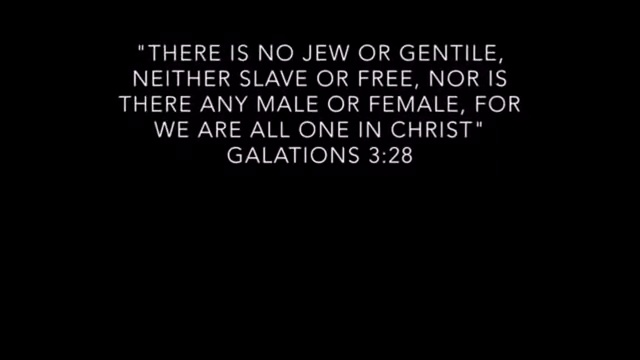 "THERE IS NO JEW OR GENTILE,
NEITHER SLAVE OR FREE, NOR IS
THERE ANY MALE OR FEMALE, FOR
WE ARE ALL ONE IN CHRIST"
GALATIONS 3:28